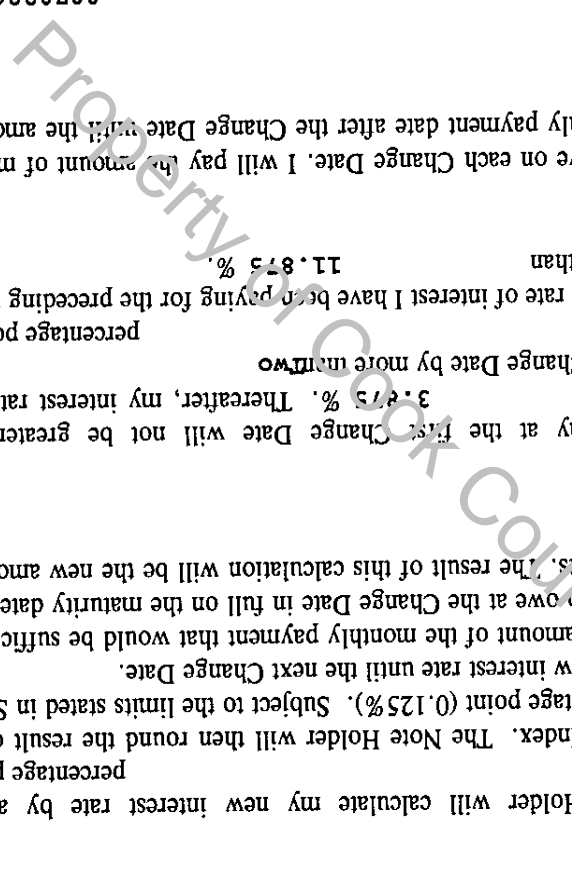 Holder will calculate my new interest rate by a
percentage p
Index. The Note Holder will then round the result o
tage point (0.125%). Subject to the limits stated in S
w interest rate until the next Change Date.
amount of the monthly payment that would be suffic
owe at the Change Date in full on the maturity date
ts. The result of this calculation will be the new amo
y at the first Change Date will not be greater
3.875 %. Thereafter, my interest rat
Change Date by more than two
percentage po
rate of interest I have been paying for the preceding
than 11.875 %.
ve on each Change Date. I will pay the amount of m
hly payment date after the Change Date until the amo
Property of Cook Coun